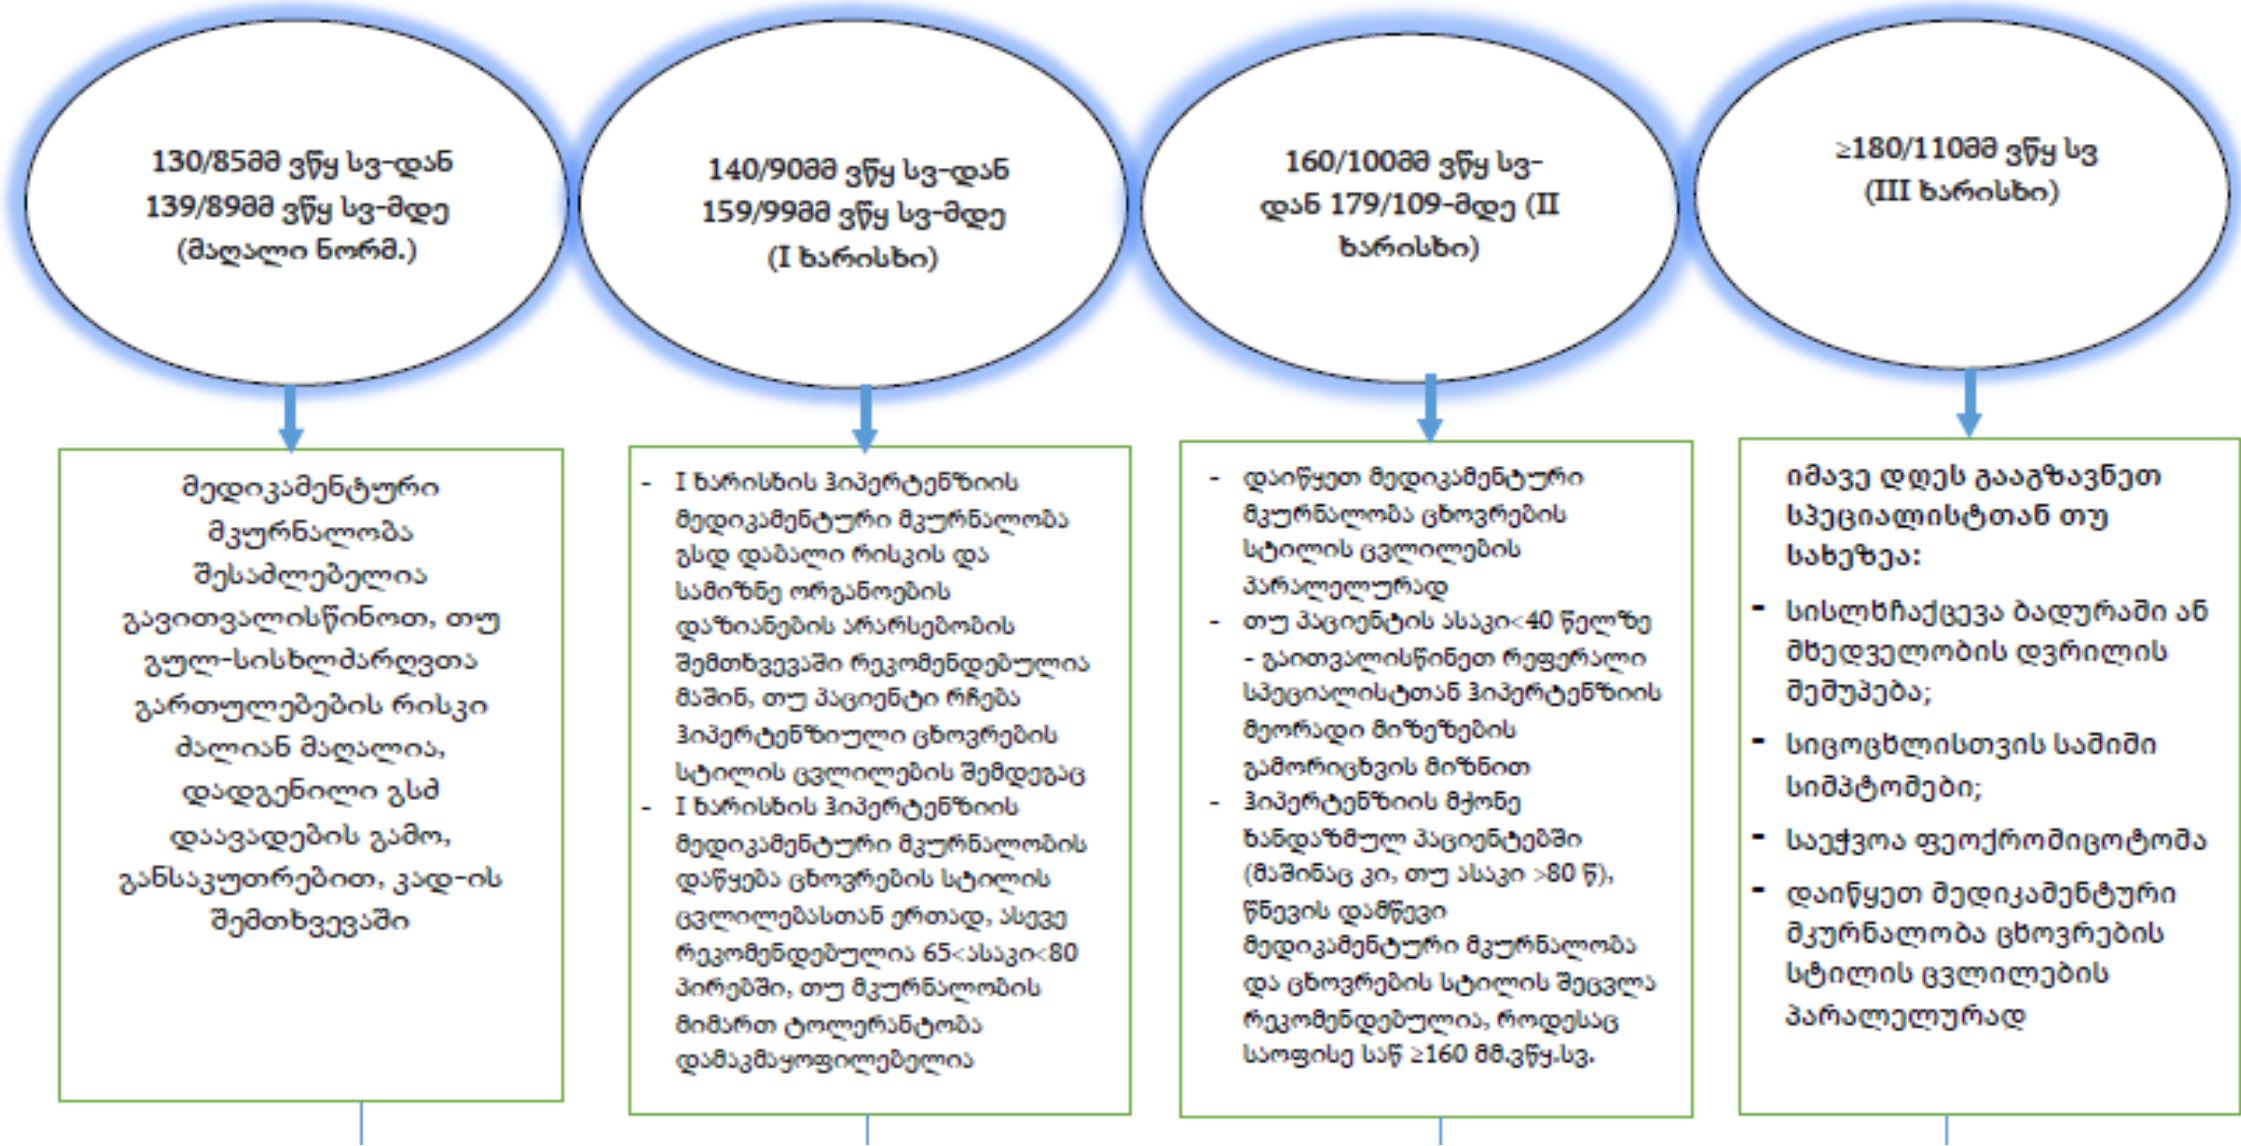 130/85მმ ვწყ სვ-დან
139/89მმ ვწყ სვ-მდე
(მაღალი ნორმ.)
140/90მმ ვწყ სვ-დან
159/99მმ ვწყ სვ-მდე
(I ხარისხი)
160/100მმ ვწყ სვ-
დან 179/109-მდე (II
ხარისხი)
≥180/110მმ ვწყ სვ
(III ხარისხი)
მედიკამენტური
მკურნალობა
შესაძლებელია
გავითვალისწინოთ, თუ
გულ-სისხლძარღვთა
გართულებების რისკი
ძალიან მაღალია,
დადგენილი გსძ
დაავადების გამო,
განსაკუთრებით, კად-ის
შემთხვევაში
- I ხარისხის ჰიპერტენზიის
მედიკამენტური მკურნალობა
გსდ დაბალი რისკის და
სამიზნე ორგანოების
დაზიანების არარსებობის
შემთხვევაში რეკომენდებულია
მაშინ, თუ პაციენტი რჩება
ჰიპერტენზიული ცხოვრების
სტილის ცვლილების შემდეგაც
- I ხარისხის ჰიპერტენზიის
მედიკამენტური მკურნალობის
დაწყება ცხოვრების სტილის
ცვლილებასთან ერთად, ასევე
რეკომენდებულია 65<ასაკი<80
პირებში, თუ მკურნალობის
მიმართ ტოლერანტობა
დამაკმაყოფილებელია
- დაიწყეთ მედიკამენტური
მკურნალობა ცხოვრების
სტილის ცვლილების
პარალელურად
- თუ პაციენტის ასაკი<40 წელზე
- გაითვალისწინეთ რეფერალი
სპეციალისტთან ჰიპერტენზიის
მეორადი მიზეზების
გამორიცხვის მიზნით
- ჰიპერტენზიის მქონე
ხანდაზმულ პაციენტებში
(მაშინაც კი, თუ ასაკი >80 წ),
წნევის დამწევი
მედიკამენტური მკურნალობა
და ცხოვრების სტილის შეცვლა
რეკომენდებულია, როდესაც
საოფისე საწ ≥160 მმ.ვწყ.სვ.
იმავე დღეს გააგზავნეთ
სპეციალისტთან თუ
სახეზეა:
- სისლხჩაქცევა ბადურაში ან
მხედველობის დვრილის
შეშუპება;
- სიცოცხლისთვის საშიში
სიმპტომები;
- საეჭვოა ფეოქრომიცოტომა
- დაიწყეთ მედიკამენტური
მკურნალობა ცხოვრების
სტილის ცვლილების
პარალელურად